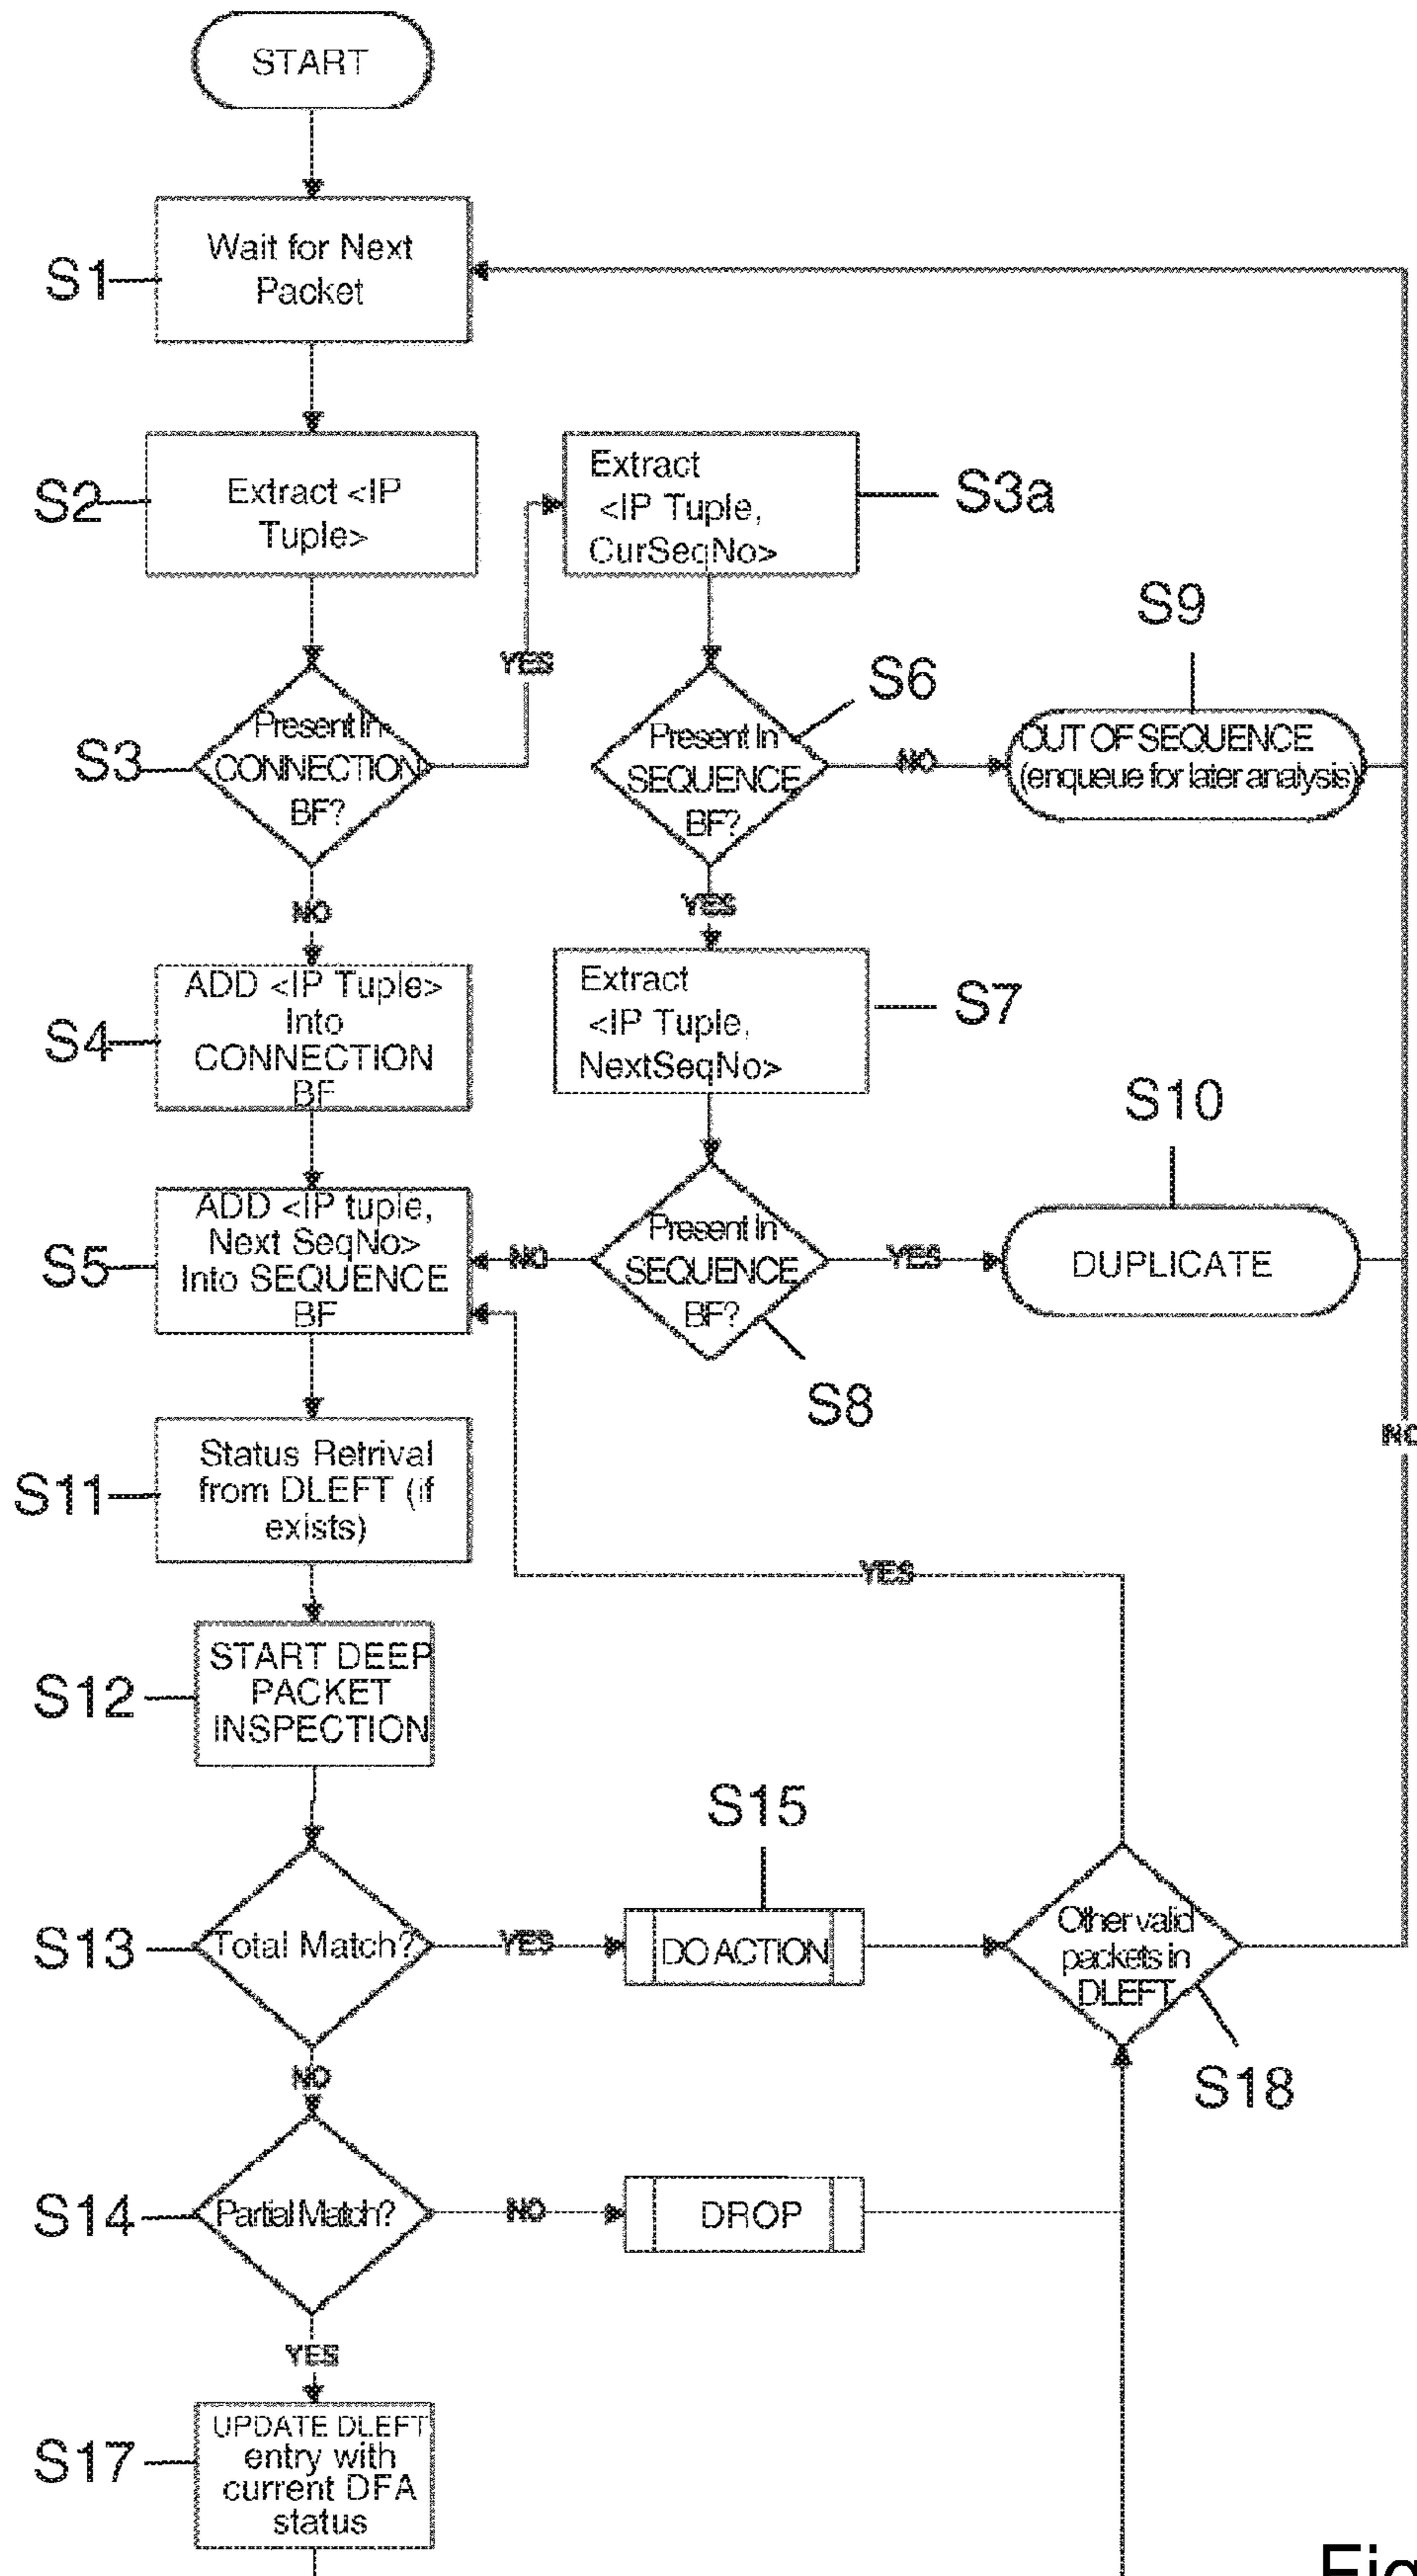 START
S1
Wait for Next
Packet
S2
Extract <IP
Tuple>
Extract
<IP Tuple,
CurSeqNo>
S3a
YES
S3
Present In
CONNECTION
BF?
S6
Present In
SEQUENCE
BF?
NO
S9
OUT OF SEQUENCE
(enqueue for later analysis)
NO
YES
S4
ADD <IP Tuple>
Into
CONNECTION
BF
Extract
<IP Tuple,
NextSeqNo>
S7
S5
ADD <IP tuple,
Next SeqNo>
Into SEQUENCE
BF
NO
Present In
SEQUENCE
BF?
S8
YES
S10
DUPLICATE
NO
S11
Status Retrival
from DLEFT (if
exists)
YES
S12
START DEEP
PACKET
INSPECTION
S13
Total Match?
YES
S15
DO ACTION
Other valid
packets in
DLEFT
S18
NO
S14
Partial Match?
NO
DROP
YES
S17
UPDATE DLEFT
entry with
current DFA
status
Fig